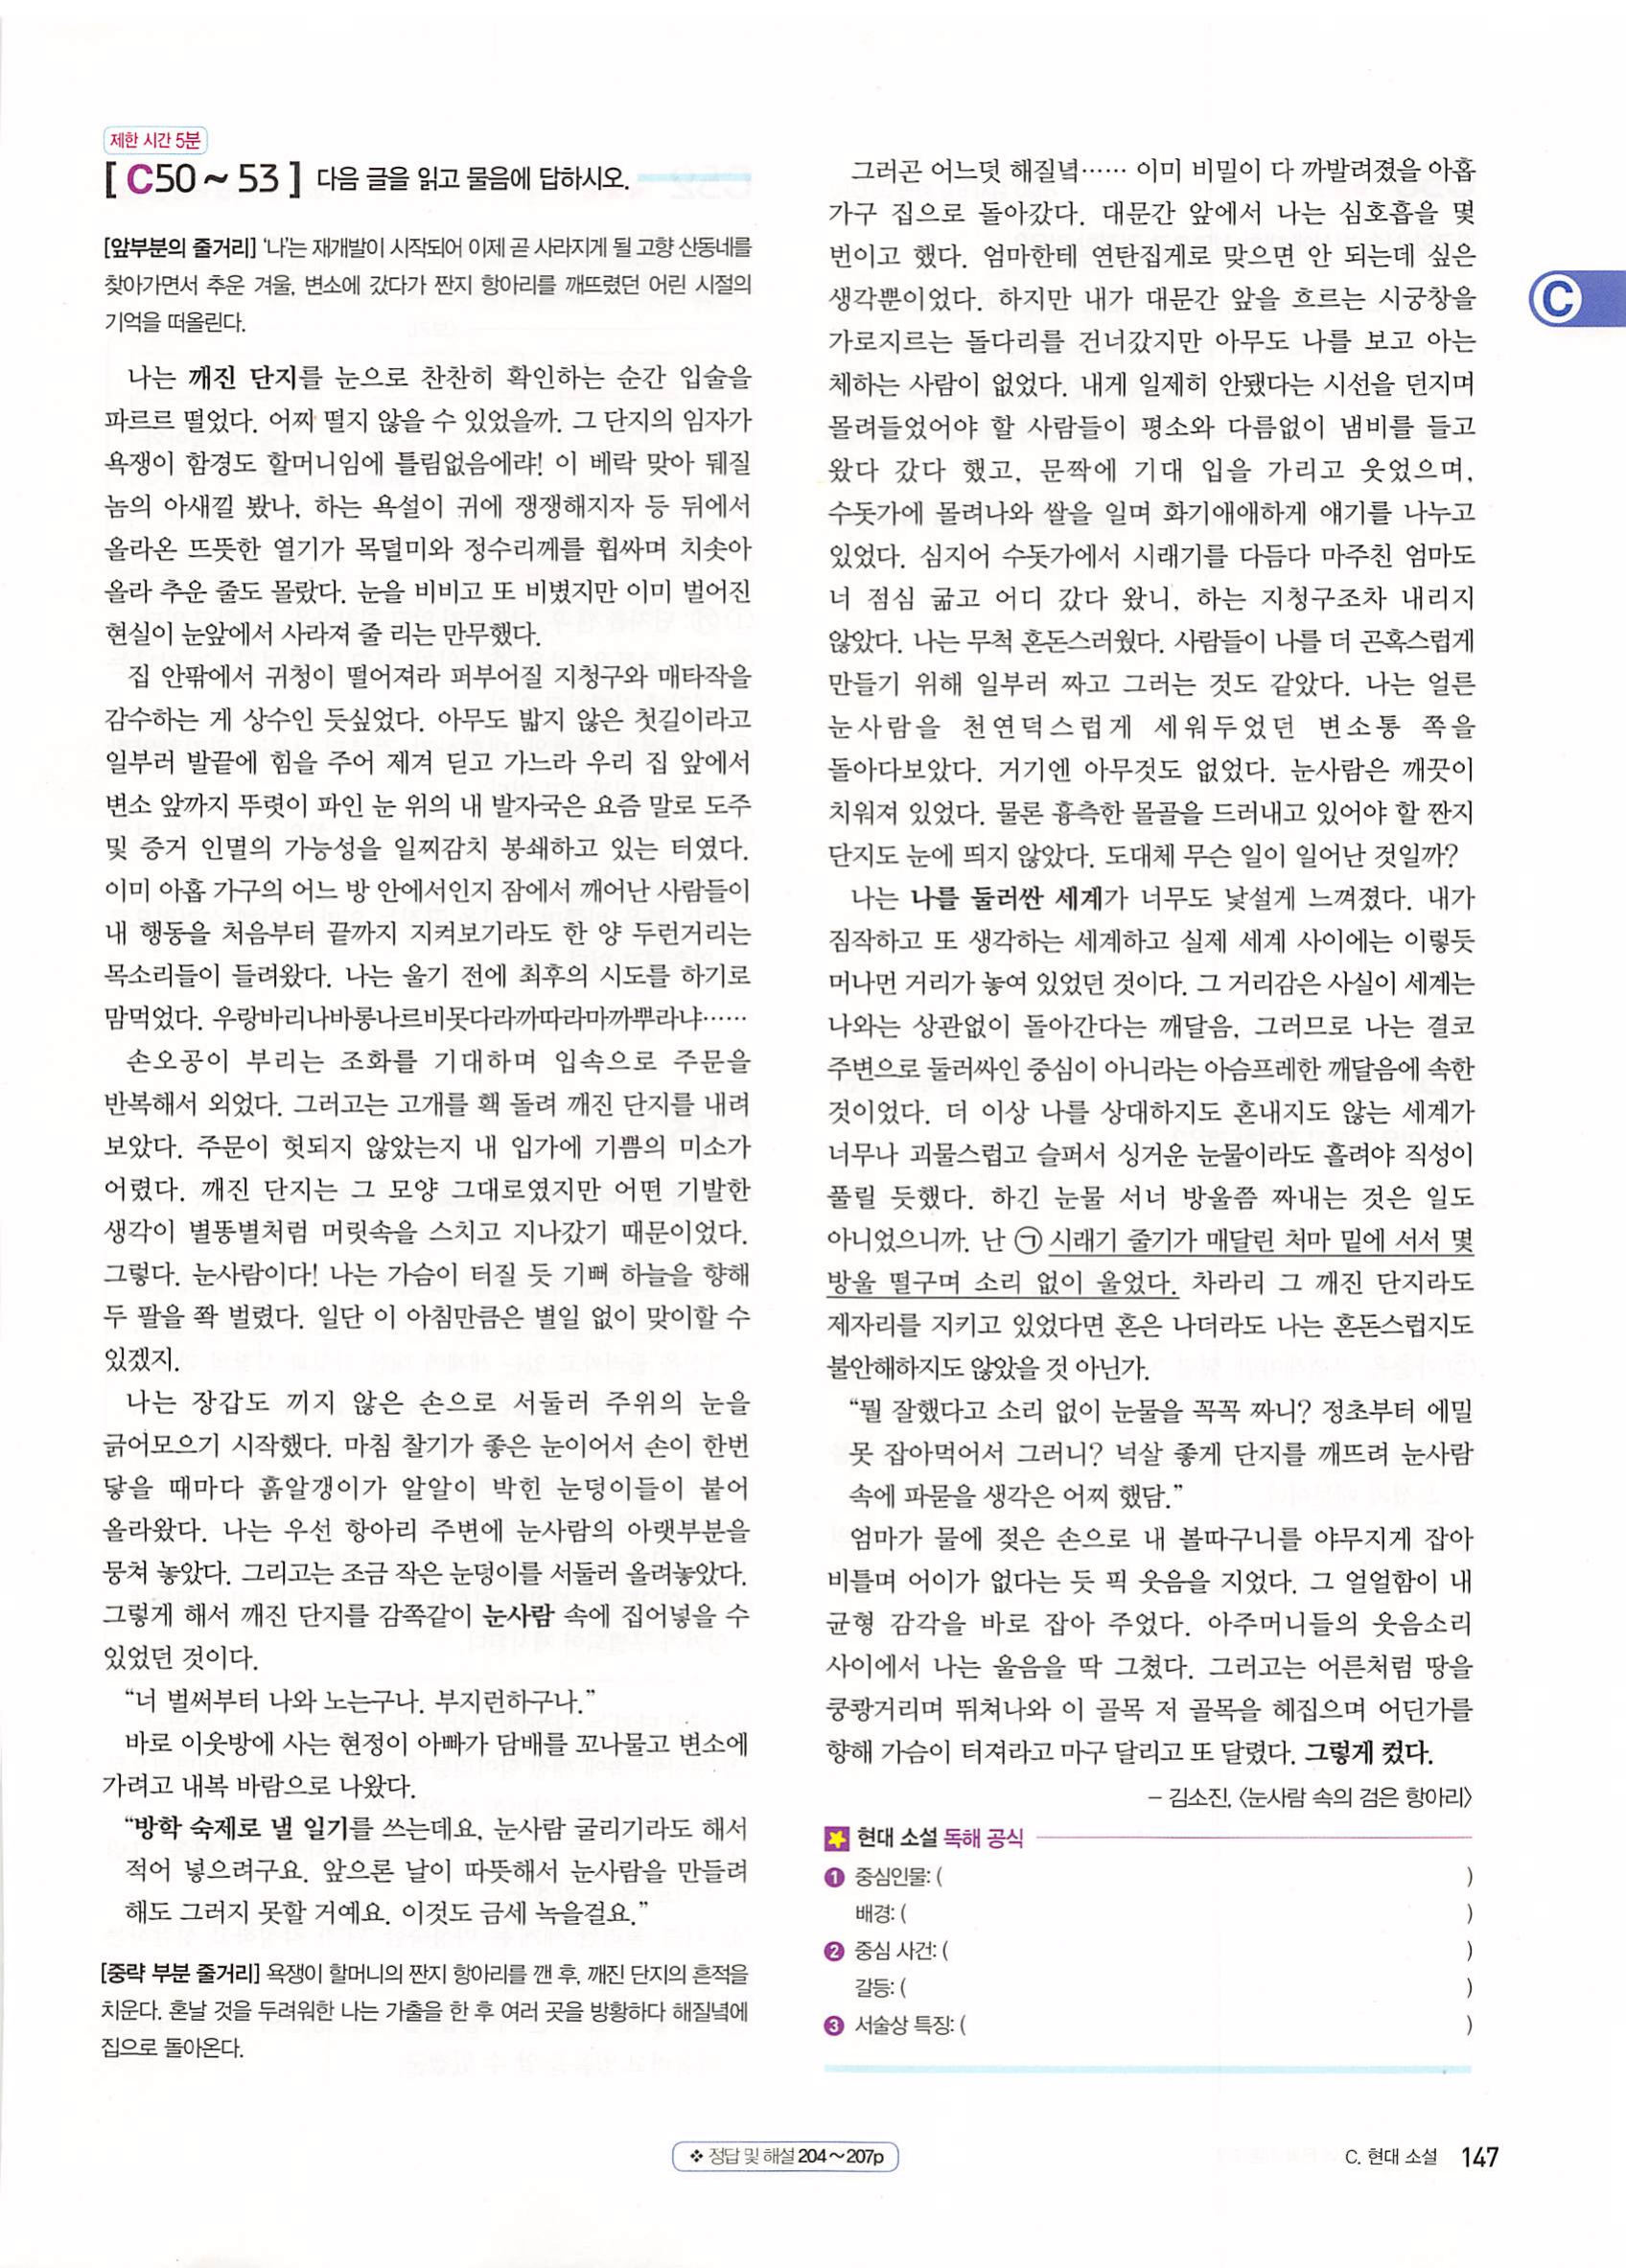 제한 시간 5분
[ C50 ~ 53 ] 다음 글을 읽고 물음에 답하시오.
[앞부분의 줄거리] '나'는 재개발이 시작되어 이제 곧 사라지게 될 고향 산동네를
찾아가면서 추운 겨울, 변소에 갔다가 짠지 항아리를 깨뜨렸던 어린 시절의
기억을 떠올린다.
나는 깨진 단지를 눈으로 찬찬히 확인하는 순간 입술을
파르르 떨었다. 어찌 떨지 않을 수 있었을까. 그 단지의 임자가
욕쟁이 함경도 할머니임에 틀림없음에랴! 이 베락 맞아 뒈질
놈의 아새낄 봤나, 하는 욕설이 귀에 쟁쟁해지자 등 뒤에서
올라온 뜨뜻한 열기가 목덜미와 정수리께를 휩싸며 치솟아
올라 추운 줄도 몰랐다. 눈을 비비고 또 비볐지만 이미 벌어진
현실이 눈앞에서 사라져 줄 리는 만무했다.
집 안팎에서 귀청이 떨어져라 퍼부어질 지청구와 매타작을
감수하는 게 상수인 듯싶었다. 아무도 밟지 않은 첫길이라고
일부러 발끝에 힘을 주어 제겨 딛고 가느라 우리 집 앞에서
변소 앞까지 뚜렷이 파인 눈 위의 내 발자국은 요즘 말로 도주
및 증거 인멸의 가능성을 일찌감치 봉쇄하고 있는 터였다.
이미 아홉 가구의 어느 방 안에서인지 잠에서 깨어난 사람들이
내 행동을 처음부터 끝까지 지켜보기라도 한 양 두런거리는
목소리들이 들려왔다. 나는 울기 전에 최후의 시도를 하기로
맘먹었다. 우랑바리나바롱나르비못다라까따라마까뿌라냐……
손오공이 부리는 조화를 기대하며 입속으로 주문을
반복해서 외었다. 그러고는 고개를 홱 돌려 깨진 단지를 내려
보았다. 주문이 헛되지 않았는지 내 입가에 기쁨의 미소가
어렸다. 깨진 단지는 그 모양 그대로였지만 어떤 기발한
생각이 별똥별처럼 머릿속을 스치고 지나갔기 때문이었다.
그렇다. 눈사람이다! 나는 가슴이 터질 듯 기뻐 하늘을 향해
두 팔을 쫙 벌렸다. 일단 이 아침만큼은 별일 없이 맞이할 수
있겠지.
나는 장갑도 끼지 않은 손으로 서둘러 주위의 눈을
긁어모으기 시작했다. 마침 찰기가 좋은 눈이어서 손이 한번
닿을 때마다 흙알갱이가 알알이 박힌 눈덩이들이 붙어
올라왔다. 나는 우선 항아리 주변에 눈사람의 아랫부분을
뭉쳐 놓았다. 그리고는 조금 작은 눈덩이를 서둘러 올려놓았다.
그렇게 해서 깨진 단지를 감쪽같이 눈사람 속에 집어넣을 수
있었던 것이다.
“너 벌써부터 나와 노는구나. 부지런하구나.”
바로 이웃방에 사는 현정이 아빠가 담배를 꼬나물고 변소에
가려고 내복 바람으로 나왔다.
“방학 숙제로 낼 일기를 쓰는데요, 눈사람 굴리기라도 해서
적어 넣으려구요. 앞으론 날이 따뜻해서 눈사람을 만들려
해도 그러지 못할 거예요. 이것도 금세 녹을걸요.”
[중략 부분 줄거리] 욕쟁이 할머니의 짠지 항아리를 깬 후, 깨진 단지의 흔적을
치운다. 혼날 것을 두려워한 나는 가출을 한 후 여러 곳을 방황하다 해질녘에
집으로 돌아온다.
그러곤 어느덧 해질녘…… 이미 비밀이 다 까발려졌을 아홉
가구 집으로 돌아갔다. 대문간 앞에서 나는 심호흡을 몇
번이고 했다. 엄마한테 연탄집게로 맞으면 안 되는데 싶은
생각뿐이었다. 하지만 내가 대문간 앞을 흐르는 시궁창을
가로지르는 돌다리를 건너갔지만 아무도 나를 보고 아는
체하는 사람이 없었다. 내게 일제히 안됐다는 시선을 던지며
몰려들었어야 할 사람들이 평소와 다름없이 냄비를 들고
왔다 갔다 했고, 문짝에 기대 입을 가리고 웃었으며,
수돗가에 몰려나와 쌀을 일며 화기애애하게 얘기를 나누고
있었다. 심지어 수돗가에서 시래기를 다듬다 마주친 엄마도
너 점심 굶고 어디 갔다 왔니, 하는 지청구조차 내리지
않았다. 나는 무척 혼돈스러웠다. 사람들이 나를 더 곤혹스럽게
만들기 위해 일부러 짜고 그러는 것도 같았다. 나는 얼른
눈사람을 천연덕스럽게 세워두었던 변소통 쪽을
돌아다보았다. 거기엔 아무것도 없었다. 눈사람은 깨끗이
치워져 있었다. 물론 흉측한 몰골을 드러내고 있어야 할 짠지
단지도 눈에 띄지 않았다. 도대체 무슨 일이 일어난 것일까?
나는 나를 둘러싼 세계가 너무도 낯설게 느껴졌다. 내가
짐작하고 또 생각하는 세계하고 실제 세계 사이에는 이렇듯
머나먼 거리가 놓여 있었던 것이다. 그 거리감은 사실이 세계는
나와는 상관없이 돌아간다는 깨달음, 그러므로 나는 결코
주변으로 둘러싸인 중심이 아니라는 아슴프레한 깨달음에 속한
것이었다. 더 이상 나를 상대하지도 혼내지도 않는 세계가
너무나 괴물스럽고 슬퍼서 싱거운 눈물이라도 흘려야 직성이
풀릴 듯했다. 하긴 눈물 서너 방울쯤 짜내는 것은 일도
아니었으니까. 난 ㉠ 시래기 줄기가 매달린 처마 밑에 서서 몇
방울 떨구며 소리 없이 울었다. 차라리 그 깨진 단지라도
제자리를 지키고 있었다면 혼은 나더라도 나는 혼돈스럽지도
불안해하지도 않았을 것 아닌가.
“뭘 잘했다고 소리 없이 눈물을 꼭꼭 짜니? 정초부터 에밀
못 잡아먹어서 그러니? 넉살 좋게 단지를 깨뜨려 눈사람
속에 파묻을 생각은 어찌 했담.”
엄마가 물에 젖은 손으로 내 볼따구니를 야무지게 잡아
비틀며 어이가 없다는 듯 픽 웃음을 지었다. 그 얼얼함이 내
균형 감각을 바로 잡아 주었다. 아주머니들의 웃음소리
사이에서 나는 울음을 딱 그쳤다. 그러고는 어른처럼 땅을
쿵쾅거리며 뛰쳐나와 이 골목 저 골목을 헤집으며 어딘가를
향해 가슴이 터져라고 마구 달리고 또 달렸다. 그렇게 컸다.
– 김소진, 〈눈사람 속의 검은 항아리〉
현대 소설 독해 공식
❶ 중심인물: ( )
배경: ( )
❷ 중심 사건: ( )
갈등: ( )
❸ 서술상 특징: ( )
C
❖ 정답 및 해설 204~207p
C. 현대 소설 147